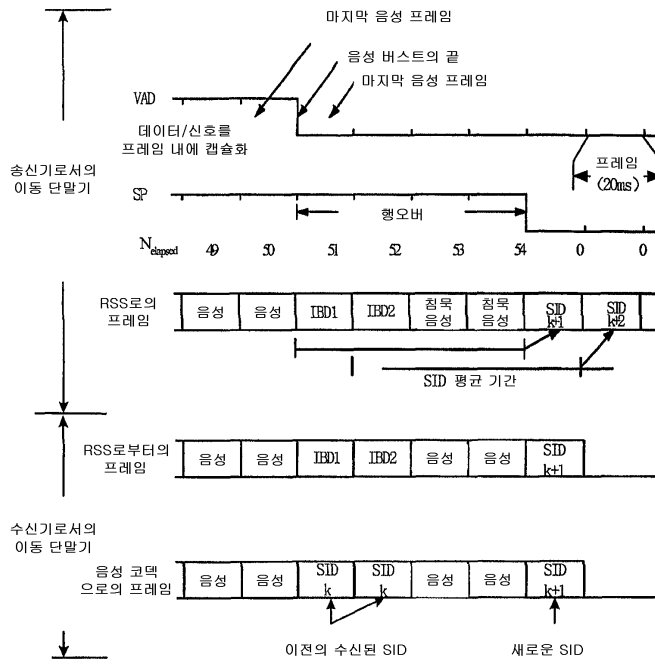 마지막 음성 프레임
음성 버스트의 끝
마지막 음성 프레임
VAD
데이터/신호를
프레임 내에 캡슐화
송신기로서의
이동 단말기
프레임
(20ms)
SP
행오버
Nelapsed 49 50 51 52 53 54 0 0
RSS로의
프레임
음성 음성 IBD1 IBD2 침묵 음성 침묵 음성 SID k+1 SID k+2
SID 평균 기간
RSS로부터의
프레임
음성 음성 IBD1 IBD2 음성 음성 SID k+1
수신기로서의
이동 단말기
음성 코덱
으로의 프레임
음성 음성 SID k SID k 음성 음성 SID k+1
이전의 수신된 SID
새로운 SID